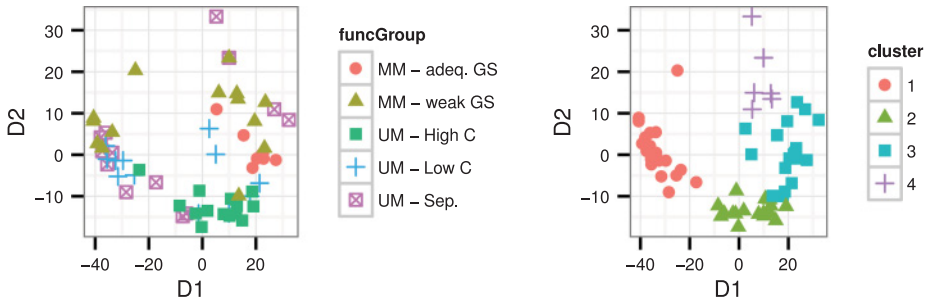 30
20
10
0
−10
D2
−40
−20
0
20
D1
funcGroup
MM − adeq. GS
MM − weak GS
UM − High C
UM − Low C
UM − Sep.
30
20
10
0
−10
D2
−40
−20
0
20
D1
cluster
1
2
3
4